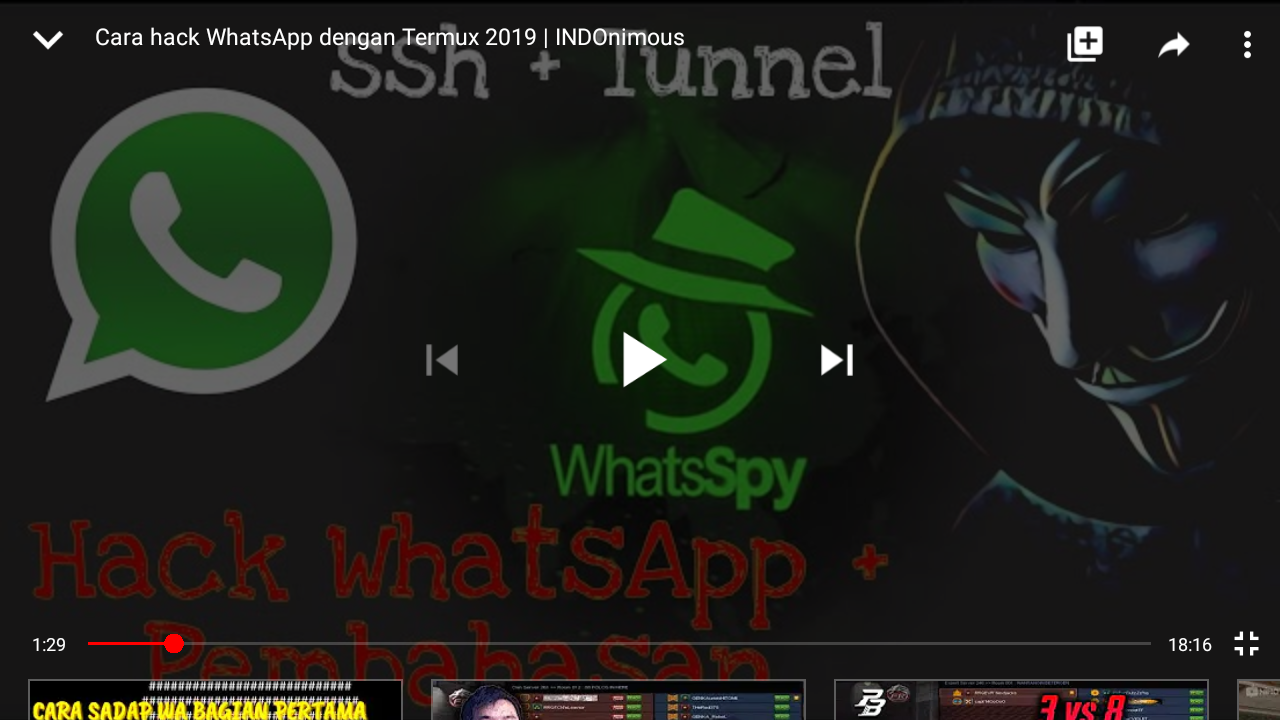 Cara hack WhatsApp dengan Termux 2019 | INDOnimous
SSh + Tunnel
WhatsSpy
Hack WhatsApp +
Pembahasan
1:29
18:16
###########################
CARA SADAP WA BAGIAN PERTAMA
3 vs 8